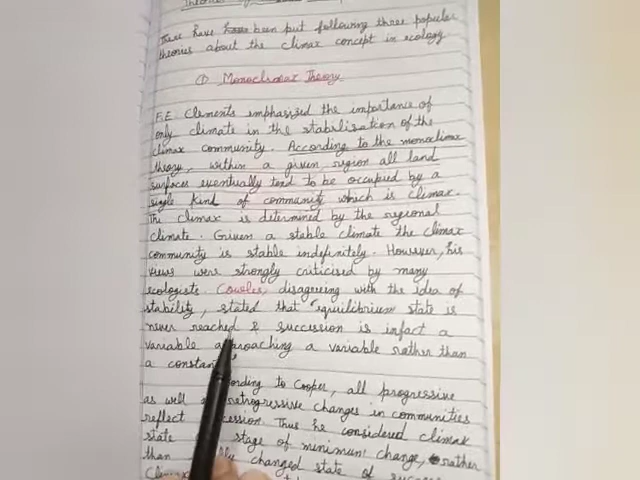 There have been put following three popular
theories about the climax concept in ecology.
① Monoclimax Theory
F.E Clements emphasized the importance of
only climate in the stabilisation of the
climax community. According to the monoclimax
theory, within a given region all land
surfaces eventually tend to be occupied by a
single kind of community which is climax.
The climax is determined by the regional
climate. Given a stable climate the climax
community is stable indefinitely. However, his
views were strongly criticised by many
ecologists. Cowles, disagreeing with the idea of
stability, stated that "equilibrium state is
never reached & succession is infact a
variable approaching a variable rather than
a constant"
to Cooper, all progressive
as well retrogressive changes in communities
reflect Thus he considered climax
state stage of minimum change, rather
than changed state of